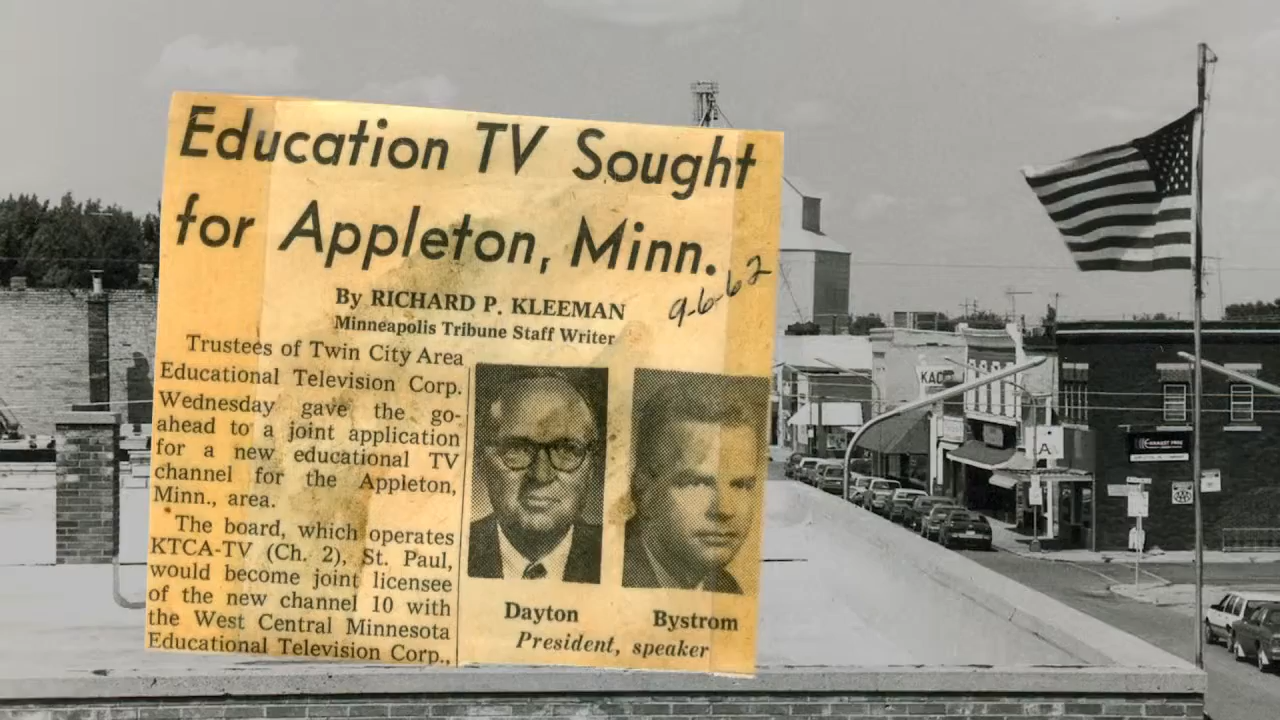 Education TV Sought
for Appleton, Minn.
9-6-62
By RICHARD P. KLEEMAN
Minneapolis Tribune Staff Writer
Trustees of Twin City Area
Educational Television Corp.
Wednesday gave the go-
ahead to a joint application
for a new educational TV
channel for the Appleton,
Minn., area.
The board, which operates
KTCA-TV (Ch. 2), St. Paul,
would become joint licensee
of the new channel 10 with
the West Central Minnesota
Educational Television Corp.,
Dayton
Bystrom
President, speaker
KAC
A